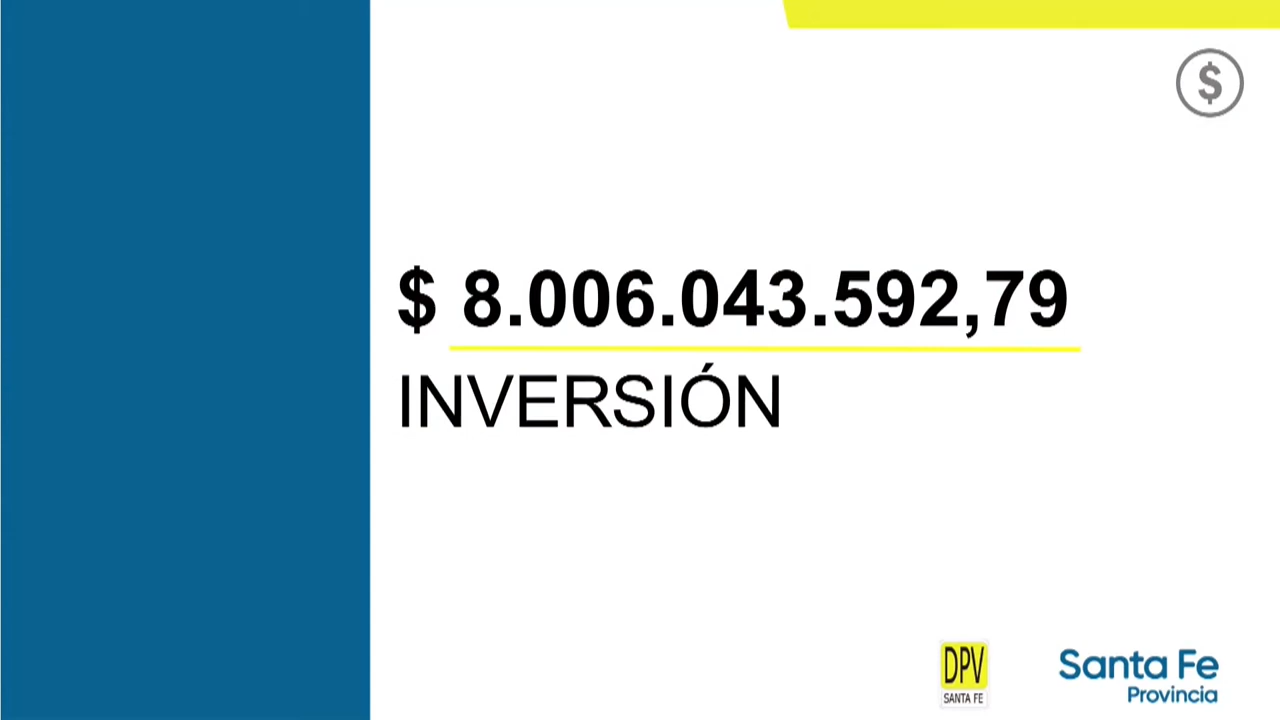 $
$ 8.006.043.592,79
INVERSIÓN
DPV
SANTA FE
Santa Fe
Provincia